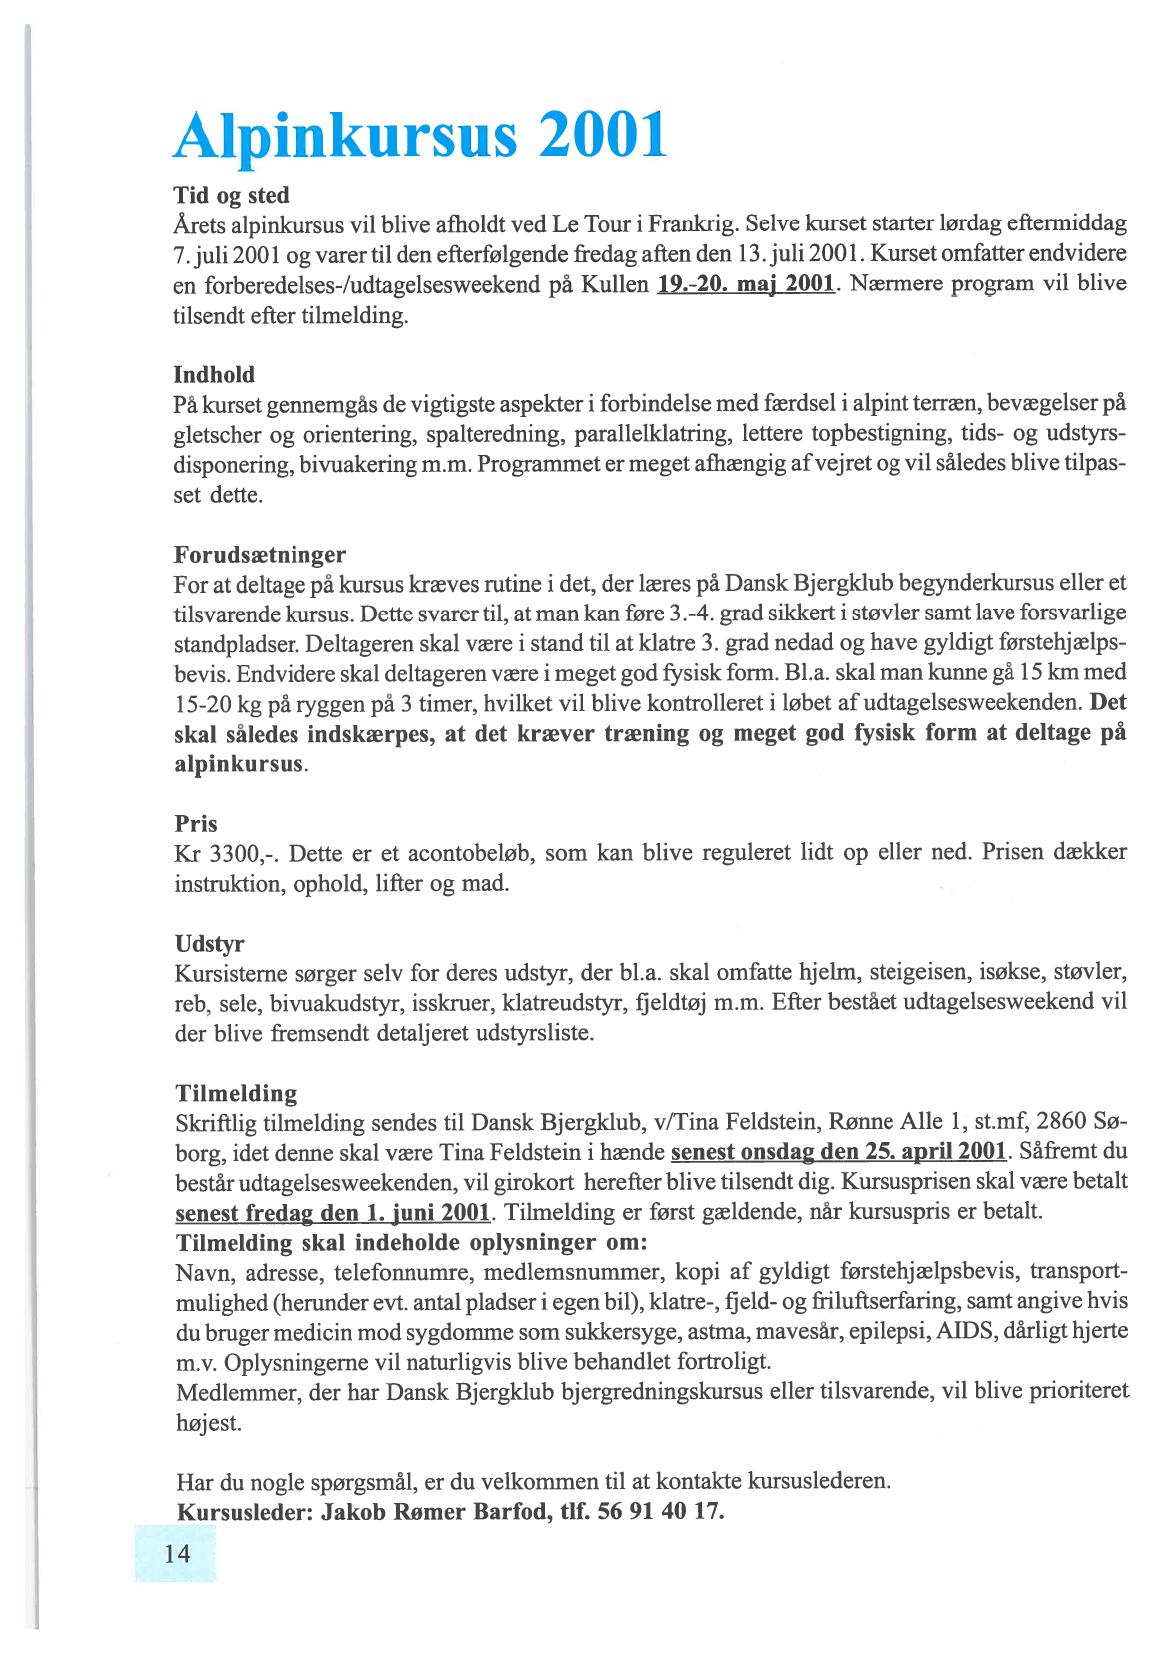 Alpinkursus 2001
Tid og sted
Årets alpinkursus vil blive afholdt ved Le Tour i Frankrig. Selve kurset starter lørdag eftermiddag
7. juli 2001 og varer til den efterfølgende fredag aften den 13. juli 2001. Kurset omfatter endvidere
en forberedelses-/udtagelsesweekend på Kullen 19.-20. maj 2001. Nærmere program vil blive
tilsendt efter tilmelding.
Indhold
På kurset gennemgås de vigtigste aspekter i forbindelse med færdsel i alpint terræn, bevægelser på
gletscher og orientering, spalteredning, parallelklatring, lettere topbestigning, tids- og udstyrs-
disponering, bivuakering m.m. Programmet er meget afhængig af vejret og vil således blive tilpas-
set dette.
Forudsætninger
For at deltage på kursus kræves rutine i det, der læres på Dansk Bjergklub begynderkursus eller et
tilsvarende kursus. Dette svarer til, at man kan føre 3.-4. grad sikkert i støvler samt lave forsvarlige
standpladser. Deltageren skal være i stand til at klatre 3. grad nedad og have gyldigt førstehjælps-
bevis. Endvidere skal deltageren være i meget god fysisk form. Bl.a. skal man kunne gå 15 km med
15-20 kg på ryggen på 3 timer, hvilket vil blive kontrolleret i løbet af udtagelsesweekenden. Det
skal således indskærpes, at det kræver træning og meget god fysisk form at deltage på
alpinkursus.
Pris
Kr 3300,-. Dette er et acontobeløb, som kan blive reguleret lidt op eller ned. Prisen dækker
instruktion, ophold, lifter og mad.
Udstyr
Kursisterne sørger selv for deres udstyr, der bl.a. skal omfatte hjelm, steigeisen, isøkse, støvler,
reb, sele, bivuakudstyr, isskruer, klatreudstyr, fjeldtøj m.m. Efter bestået udtagelsesweekend vil
der blive fremsendt detaljeret udstyrsliste.
Tilmelding
Skriftlig tilmelding sendes til Dansk Bjergklub, v/Tina Feldstein, Rønne Alle 1, st.mf, 2860 Sø-
borg, idet denne skal være Tina Feldstein i hænde senest onsdag den 25. april 2001. Såfremt du
består udtagelsesweekenden, vil girokort herefter blive tilsendt dig. Kursusprisen skal være betalt
senest fredag den 1. juni 2001. Tilmelding er først gældende, når kursuspris er betalt.
Tilmelding skal indeholde oplysninger om:
Navn, adresse, telefonnumre, medlemsnummer, kopi af gyldigt førstehjælpsbevis, transport-
mulighed (herunder evt. antal pladser i egen bil), klatre-, fjeld- og friluftserfaring, samt angive hvis
du bruger medicin mod sygdomme som sukkersyge, astma, mavesår, epilepsi, AIDS, dårligt hjerte
m.v. Oplysningerne vil naturligvis blive behandlet fortroligt.
Medlemmer, der har Dansk Bjergklub bjergredningskursus eller tilsvarende, vil blive prioriteret
højest.
Har du nogle spørgsmål, er du velkommen til at kontakte kursuslederen.
Kursusleder: Jakob Rømer Barfod, tlf. 56 91 40 17.
14